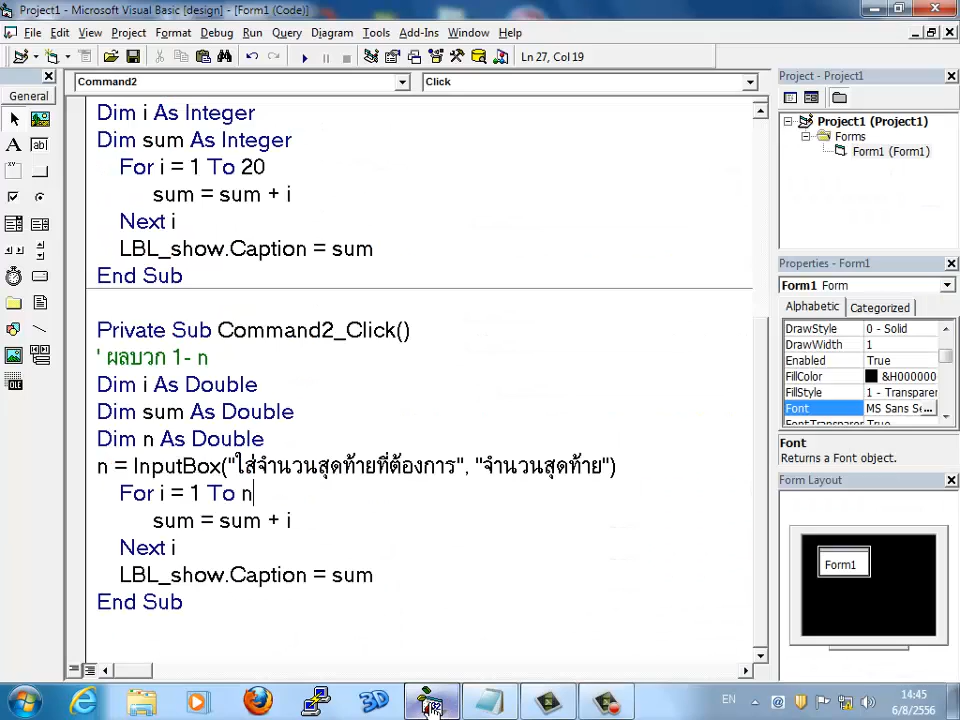 Project1 - Microsoft Visual Basic [design] - [Form1 (Code)]
File Edit View Project Format Debug Run Query Diagram Tools Add-Ins Window Help
Ln 27, Col 19
General
Command2
Click
Dim i As Integer
Dim sum As Integer
For i = 1 To 20
sum = sum + i
Next i
LBL_show.Caption = sum
End Sub
Private Sub Command2_Click()
' ผลบวก 1- n
Dim i As Double
Dim sum As Double
Dim n As Double
n = InputBox("ใส่จำนวนสุดท้ายที่ต้องการ", "จำนวนสุดท้าย")
For i = 1 To n
sum = sum + i
Next i
LBL_show.Caption = sum
End Sub
Project - Project1
Project1 (Project1)
Forms
Form1 (Form1)
Properties - Form1
Form1 Form
Alphabetic Categorized
DrawStyle 0 - Solid
DrawWidth 1
Enabled True
FillColor &H000000
FillStyle 1 - Transparer
Font MS Sans Se...
FontTransparer True
Font
Returns a Font object.
Form Layout
Form1
EN
14:45
6/8/2556